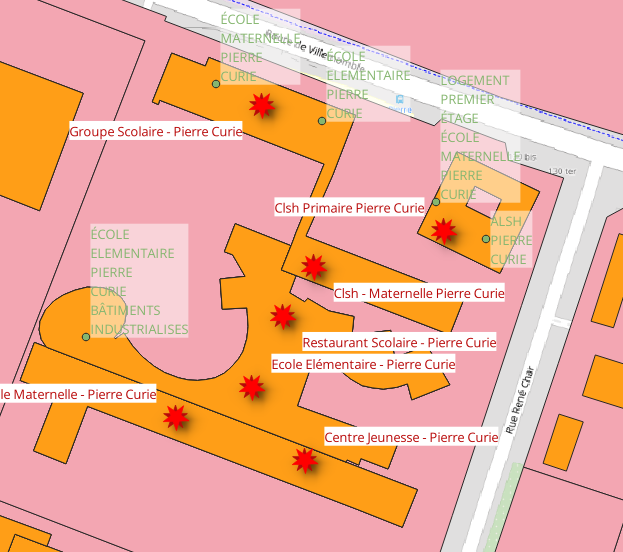 ÉCOLE
MATERNELLE
PIERRE
CURIE
ÉCOLE
ELEMENTAIRE
PIERRE
CURIE
LOGEMENT
PREMIER
ÉTAGE
ÉCOLE
MATERNELLE
PIERRE
CURIE
130 ter
Groupe Scolaire - Pierre Curie
Clsh Primaire Pierre Curie
ALSH
PIERRE
CURIE
ÉCOLE
ELEMENTAIRE
PIERRE
CURIE
BÂTIMENTS
INDUSTRIALISES
Clsh - Maternelle Pierre Curie
Restaurant Scolaire - Pierre Curie
Ecole Elémentaire - Pierre Curie
le Maternelle - Pierre Curie
Rue René Char
Centre Jeunesse - Pierre Curie